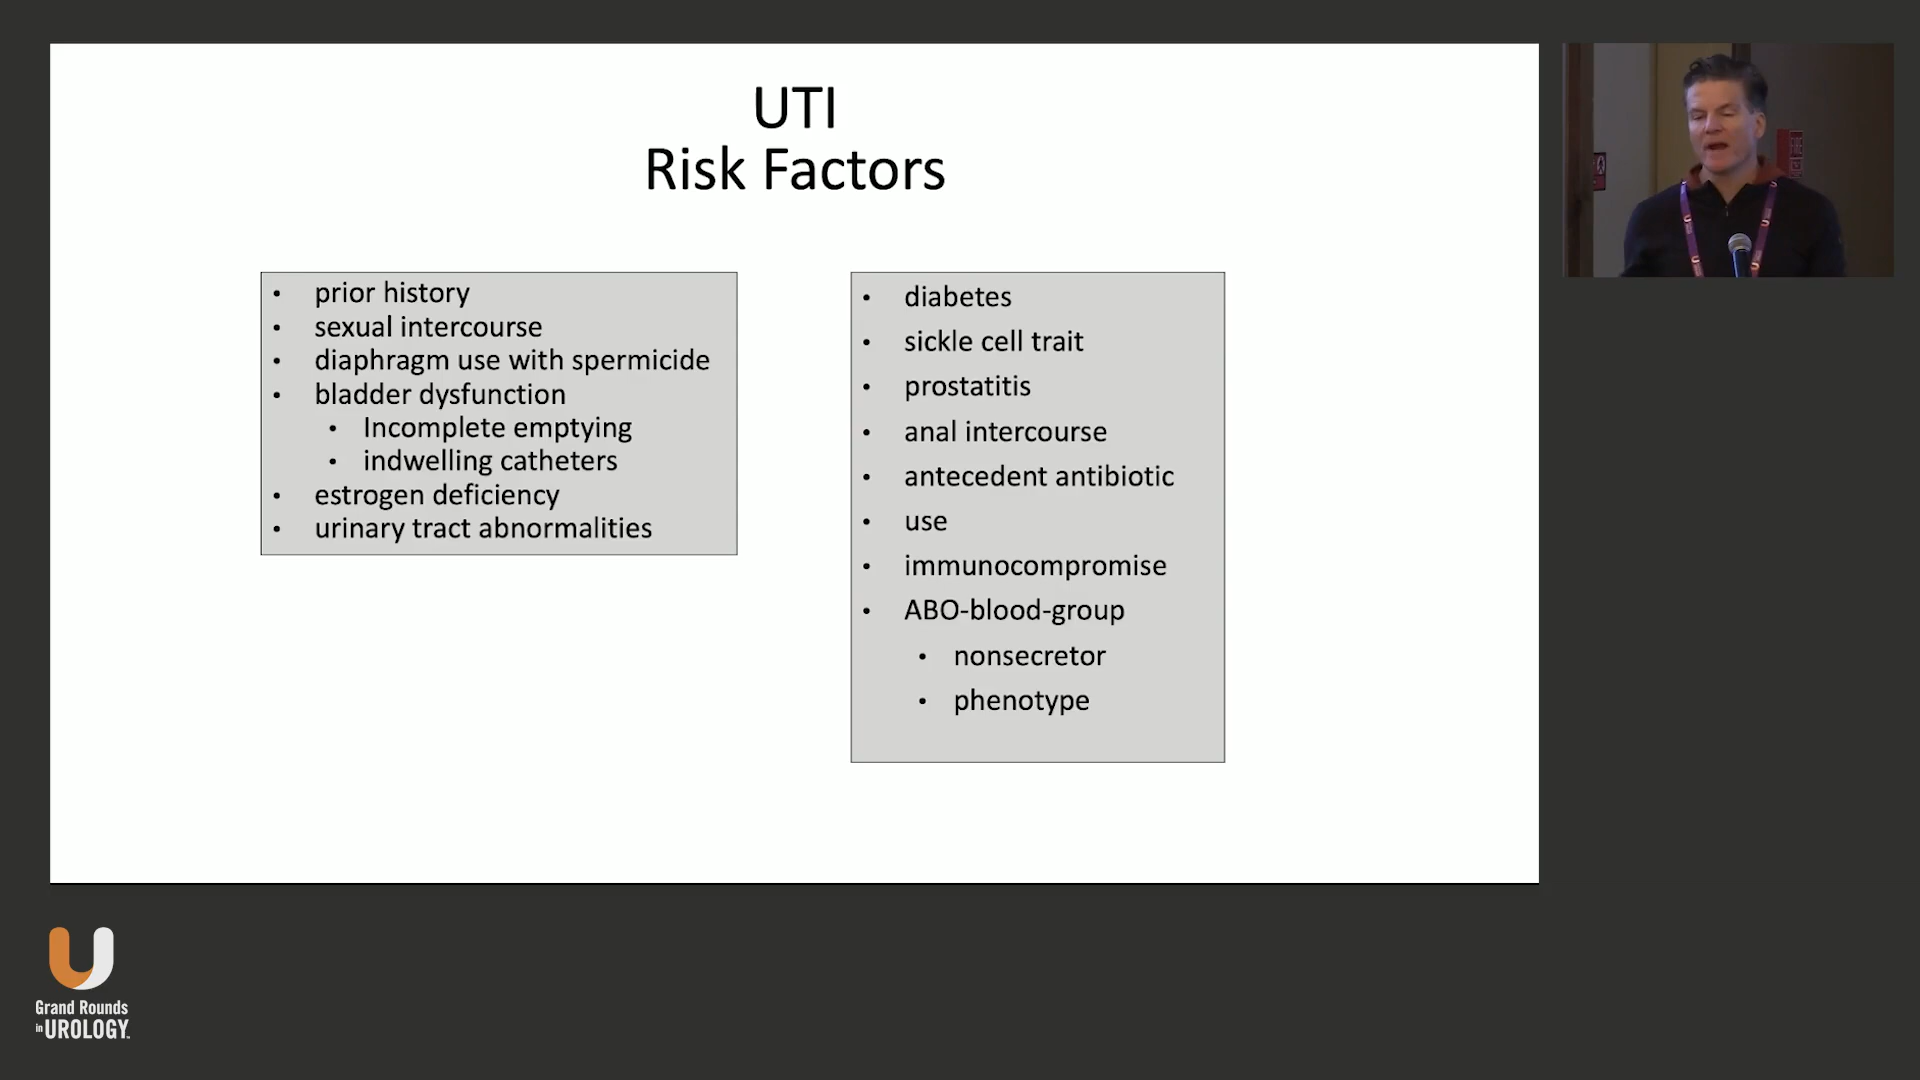 UTI
Risk Factors
• prior history
• sexual intercourse
• diaphragm use with spermicide
• bladder dysfunction
• Incomplete emptying
• indwelling catheters
• estrogen deficiency
• urinary tract abnormalities
• diabetes
• sickle cell trait
• prostatitis
• anal intercourse
• antecedent antibiotic
• use
• immunocompromise
• ABO-blood-group
• nonsecretor
• phenotype
Grand Rounds
in UROLOGY™